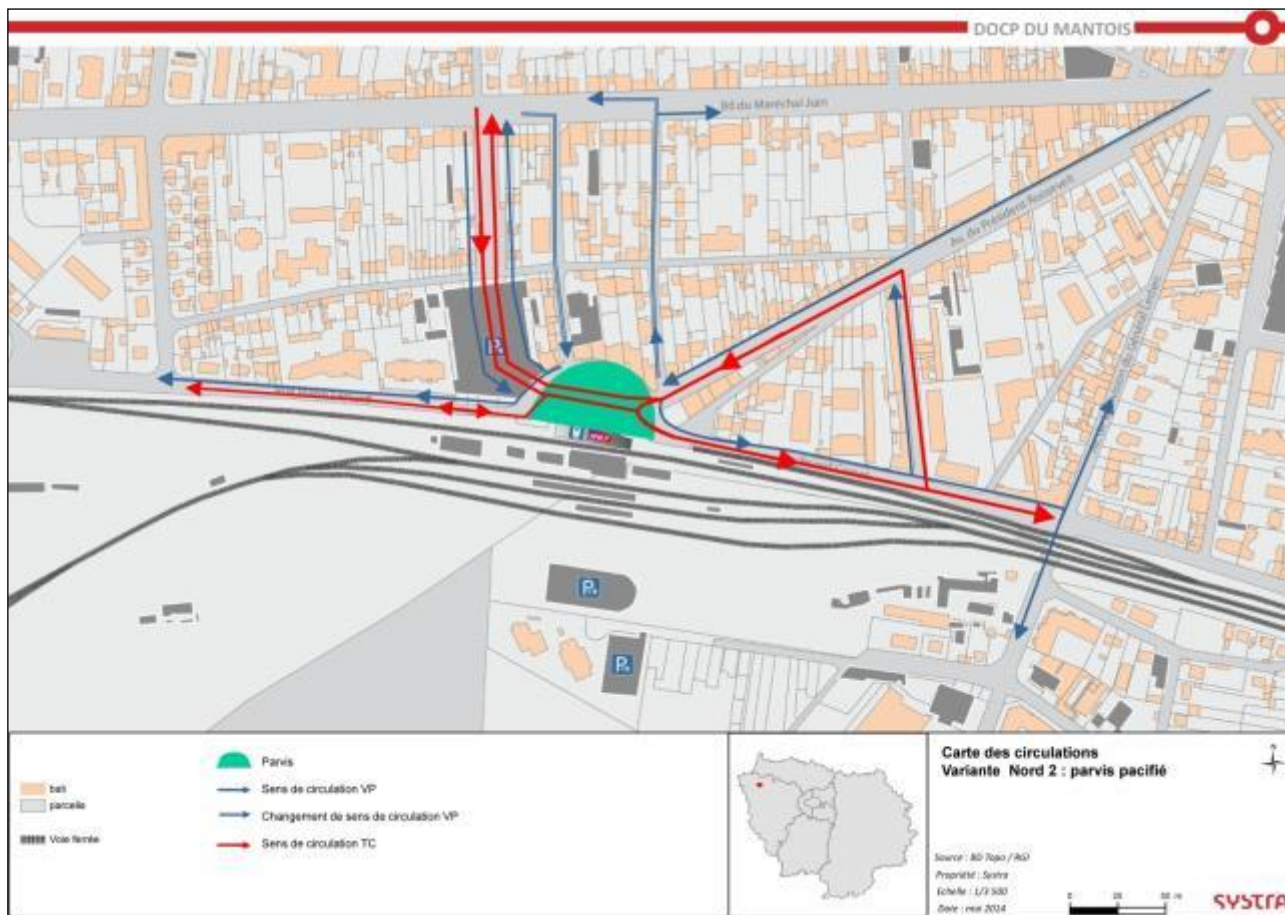 DOCP DU MANTOIS
Bd du Maréchal Juin
Av. du Président Roosevelt
P
SNCF
P
P
Parvis
Sens de circulation VP
Changement de sens de circulation VP
Sens de circulation TC
bati
parcelle
Voie ferrée
Carte des circulations
Variante Nord 2 : parvis pacifié
Source : BD Topo / RGI
Propriété : Systra
Echelle : 1/3 500
Date : mai 2014
SYSTRA